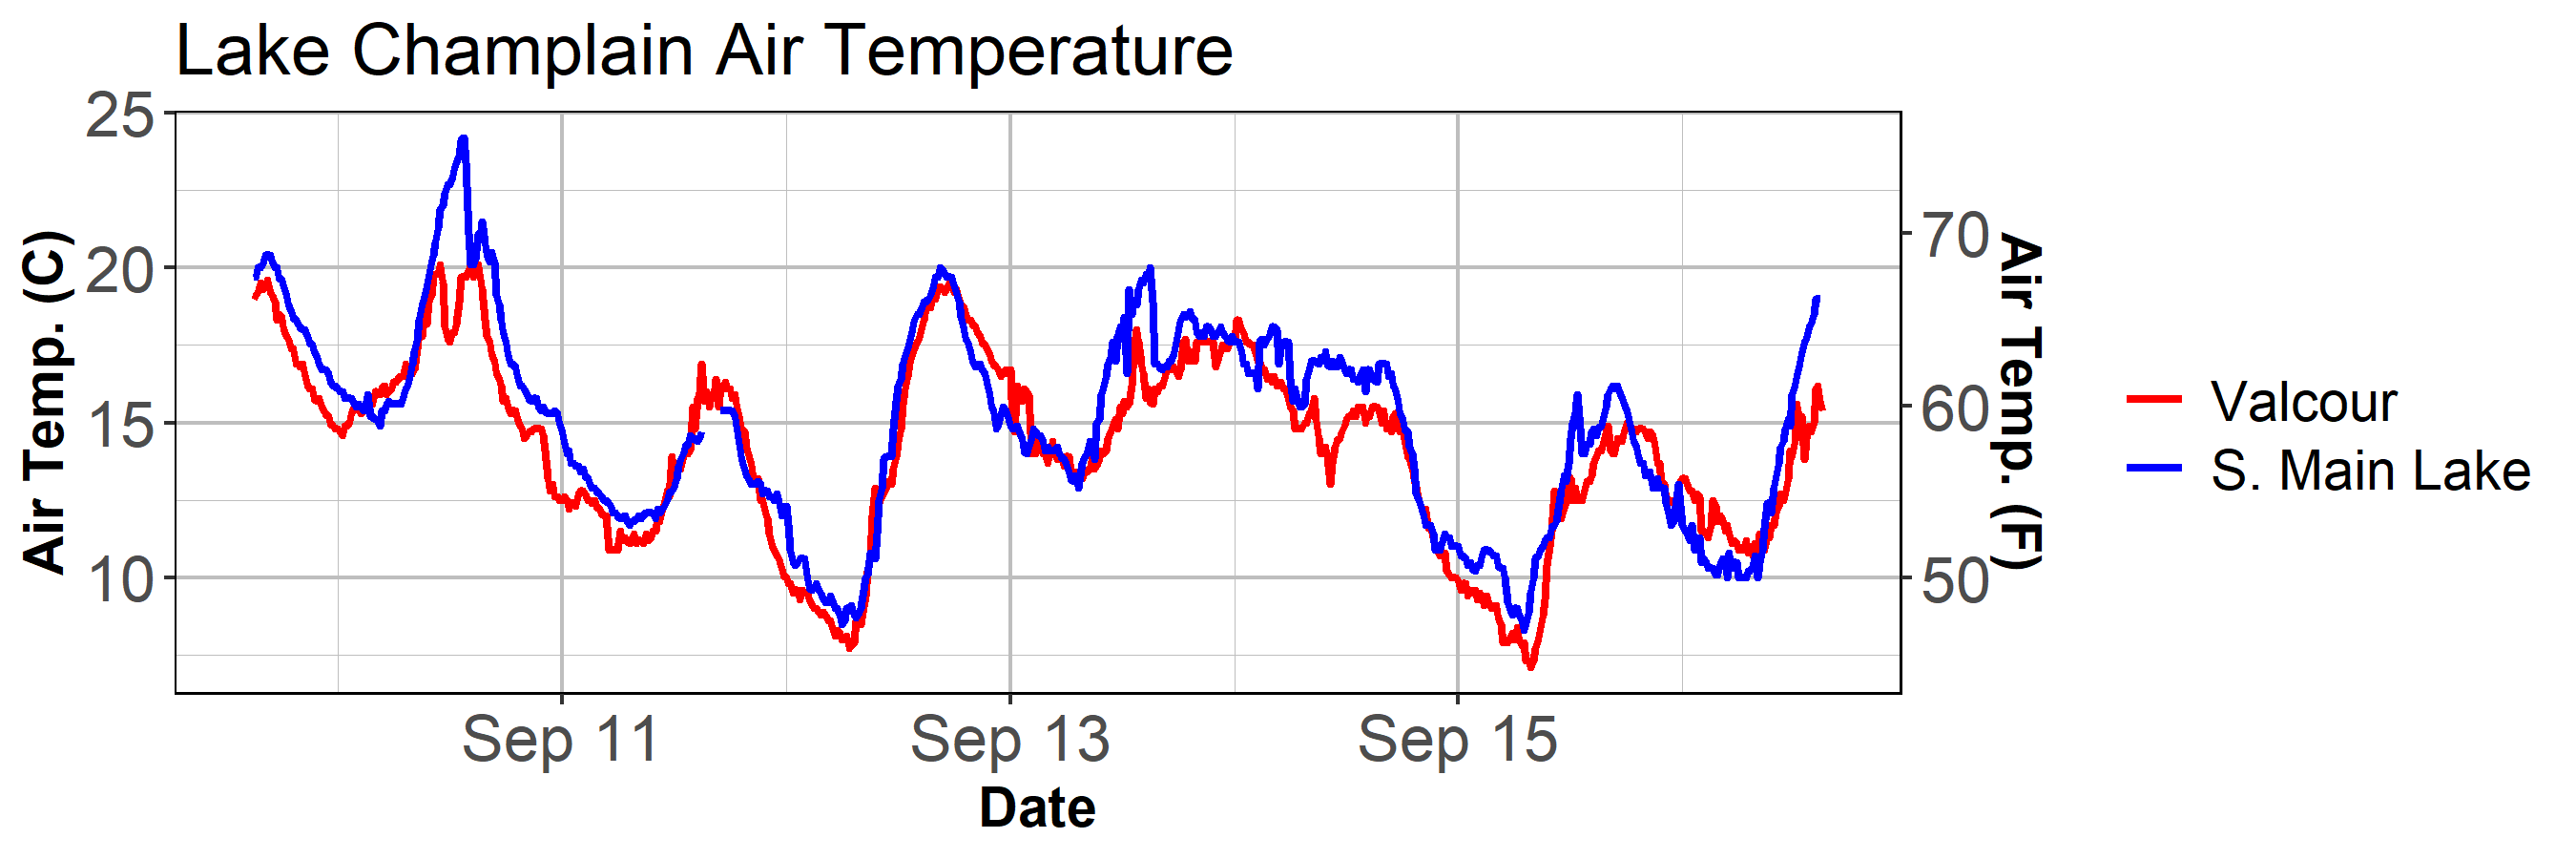 Lake Champlain Air Temperature
25
20
15
10
Air Temp. (C)
70
60
50
Air Temp. (F)
Sep 11
Sep 13
Sep 15
Date
Valcour
S. Main Lake